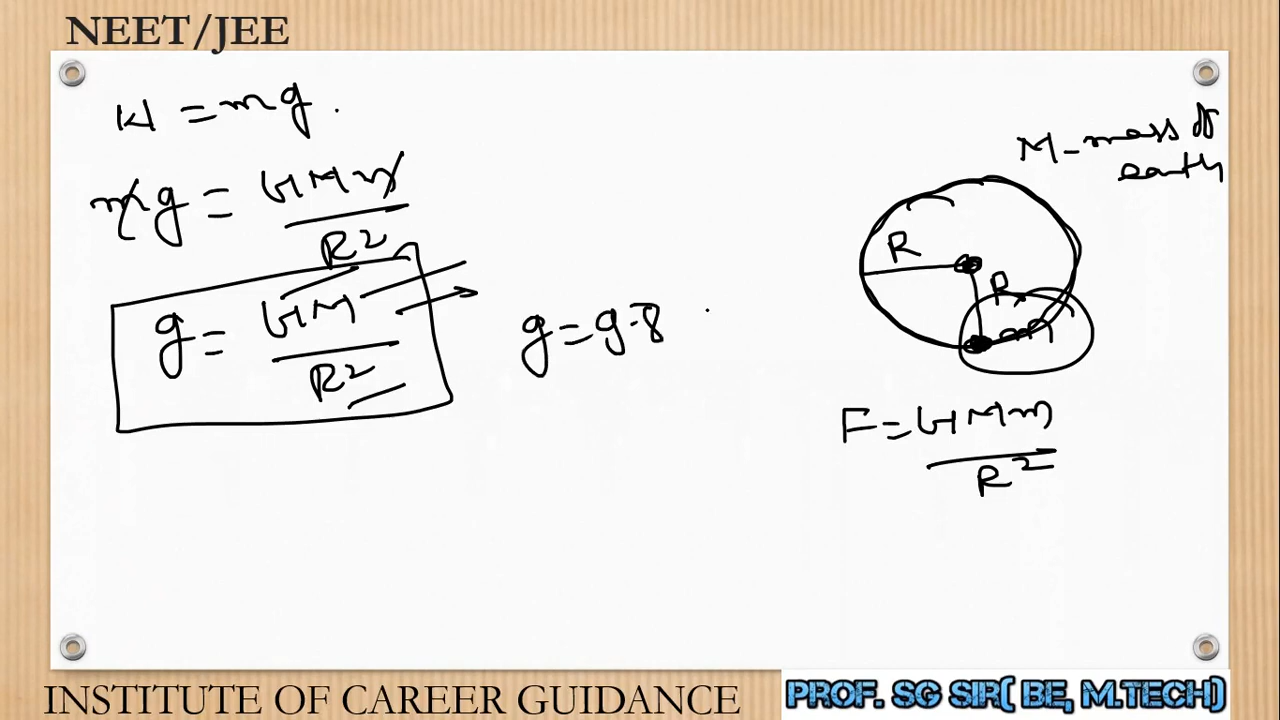 NEET/JEE
W = mg.
mg = GMm
R²
g = GM
R²
g = 9.8
M - mass of
earth
R
R
m
F = GMm
R²
INSTITUTE OF CAREER GUIDANCE
PROF. SG SIR( BE, M.TECH)